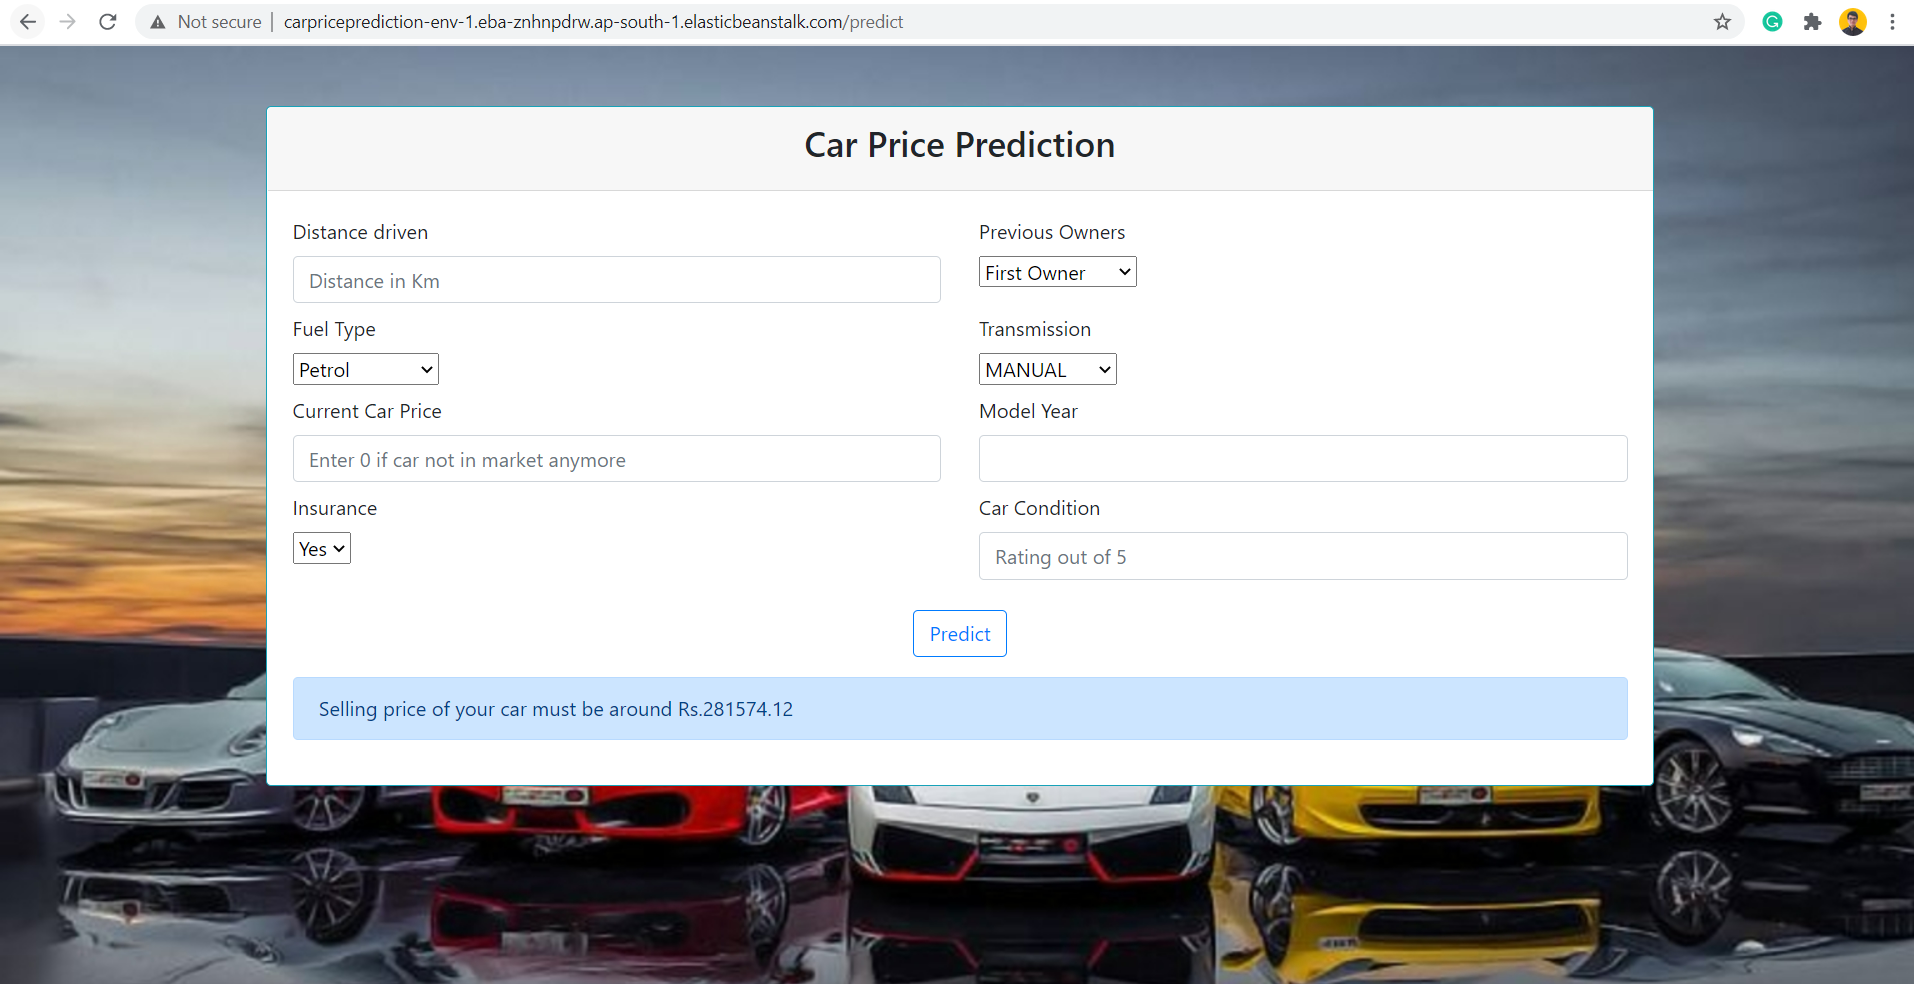 Not secure | carpriceprediction-env-1.eba-znhnpdrw.ap-south-1.elasticbeanstalk.com/predict
Car Price Prediction
Distance driven
Distance in Km
Previous Owners
First Owner
Fuel Type
Petrol
Transmission
MANUAL
Current Car Price
Enter 0 if car not in market anymore
Model Year
Insurance
Yes
Car Condition
Rating out of 5
Predict
Selling price of your car must be around Rs.281574.12